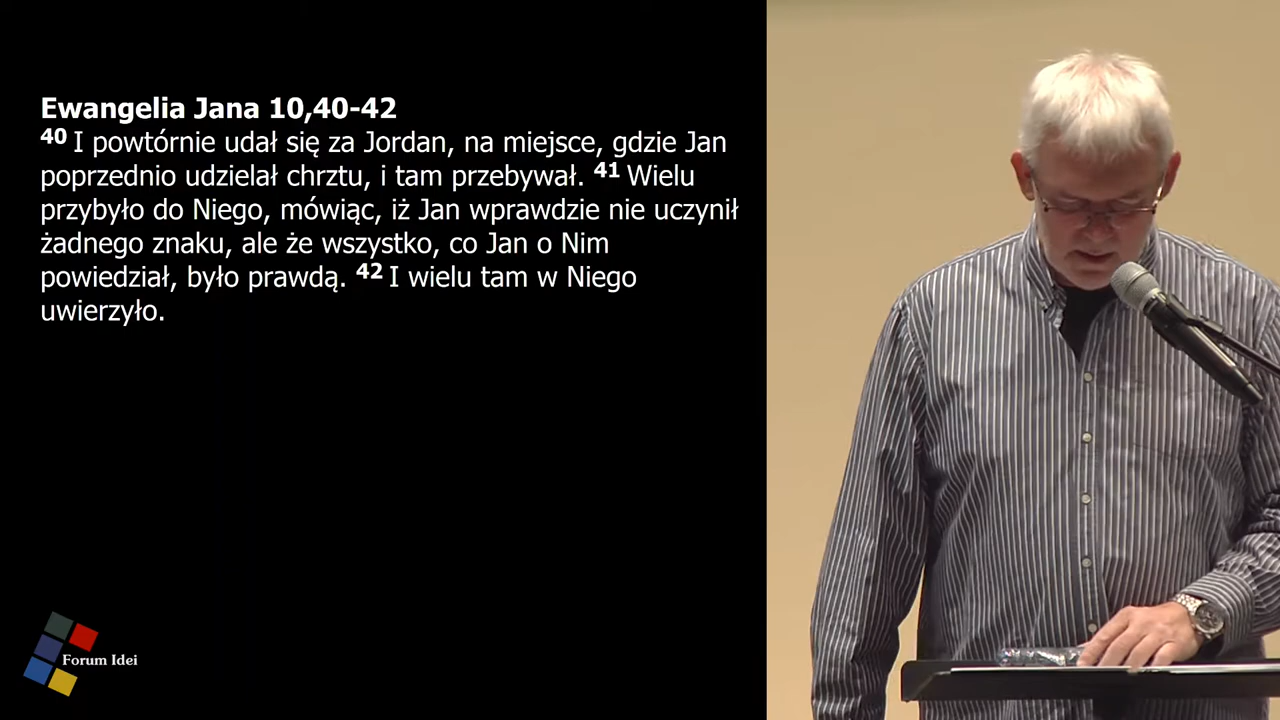 Ewangelia Jana 10,40-42
40 I powtórnie udał się za Jordan, na miejsce, gdzie Jan
poprzednio udzielał chrztu, i tam przebywał. 41 Wielu
przybyło do Niego, mówiąc, iż Jan wprawdzie nie uczynił
żadnego znaku, ale że wszystko, co Jan o Nim
powiedział, było prawdą. 42 I wielu tam w Niego
uwierzyło.
Forum Idei